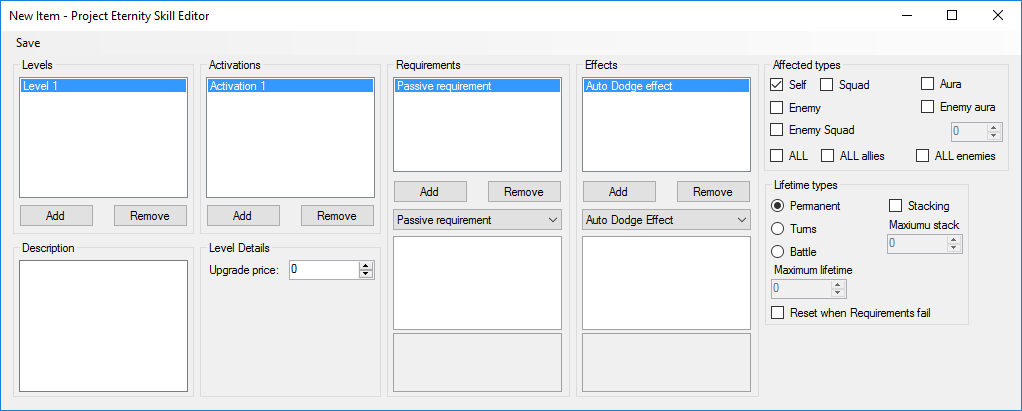 New Item - Project Eternity Skill Editor
Save
Levels
Level 1
Add Remove
Activations
Activation 1
Add Remove
Requirements
Passive requirement
Add Remove
Passive requirement
Effects
Auto Dodge effect
Add Remove
Auto Dodge Effect
Affected types
Self Squad Aura
Enemy Enemy aura
Enemy Squad 0
ALL ALL allies ALL enemies
Lifetime types
Permanent Stacking
Turns Maxiumu stack
Battle 0
Maximum lifetime
0
Reset when Requirements fail
Description
Level Details
Upgrade price: 0